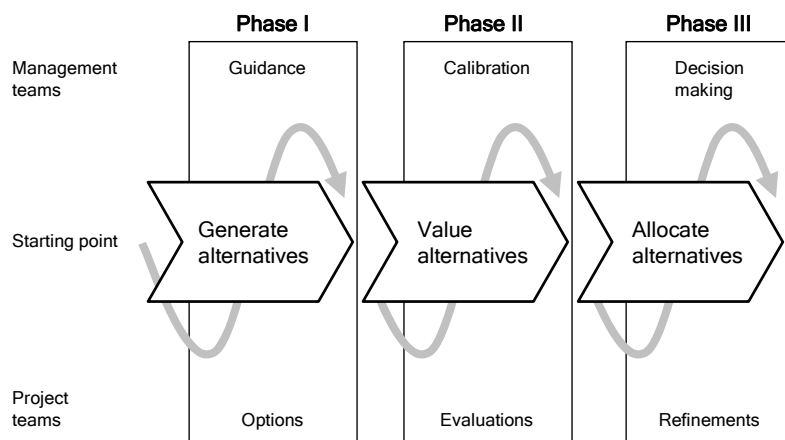 Phase I
Phase II
Phase III
Management
teams
Guidance
Calibration
Decision
making
Starting point
Generate
alternatives
Value
alternatives
Allocate
alternatives
Project
teams
Options
Evaluations
Refinements